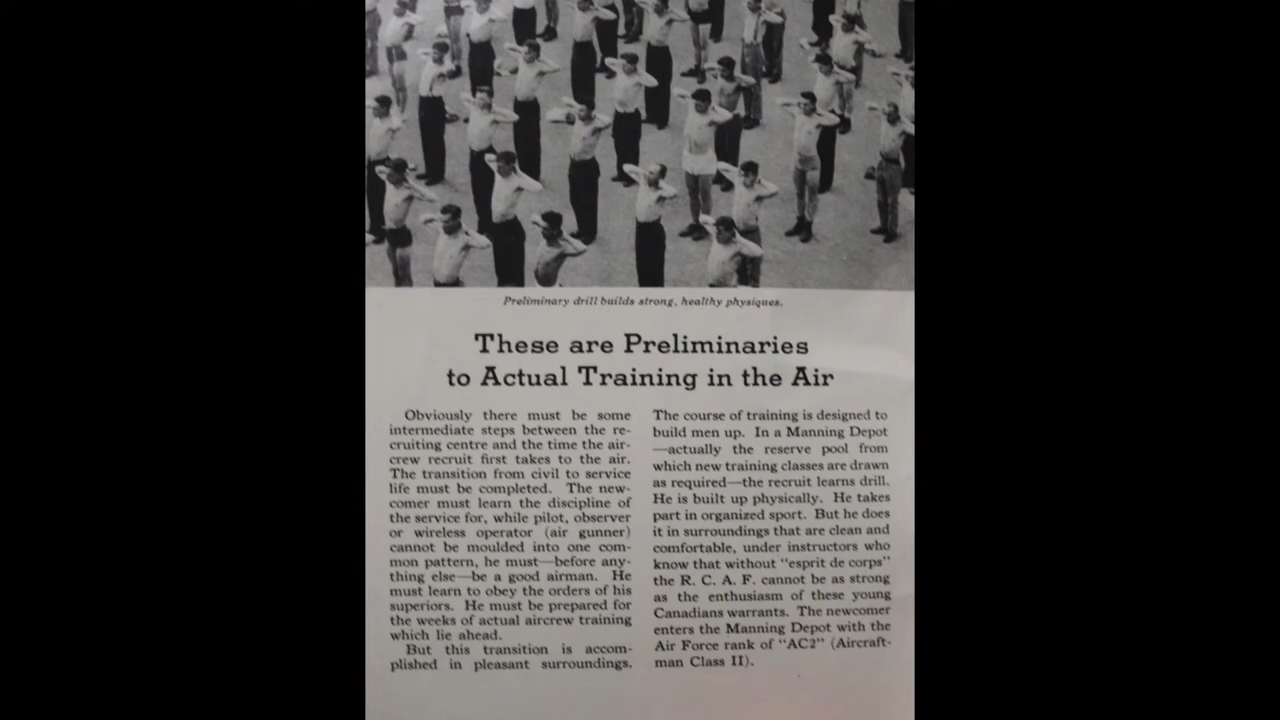 Preliminary drill builds strong, healthy physiques.
These are Preliminaries
to Actual Training in the Air
Obviously there must be some
intermediate steps between the re-
cruiting centre and the time the air-
crew recruit first takes to the air.
The transition from civil to service
life must be completed. The new-
comer must learn the discipline of
the service for, while pilot, observer
or wireless operator (air gunner)
cannot be moulded into one com-
mon pattern, he must—before any-
thing else—be a good airman. He
must learn to obey the orders of his
superiors. He must be prepared for
the weeks of actual aircrew training
which lie ahead.
But this transition is accom-
plished in pleasant surroundings.
The course of training is designed to
build men up. In a Manning Depot
—actually the reserve pool from
which new training classes are drawn
as required—the recruit learns drill.
He is built up physically. He takes
part in organized sport. But he does
it in surroundings that are clean and
comfortable, under instructors who
know that without "esprit de corps"
the R. C. A. F. cannot be as strong
as the enthusiasm of these young
Canadians warrants. The newcomer
enters the Manning Depot with the
Air Force rank of "AC2" (Aircraft-
man Class II).